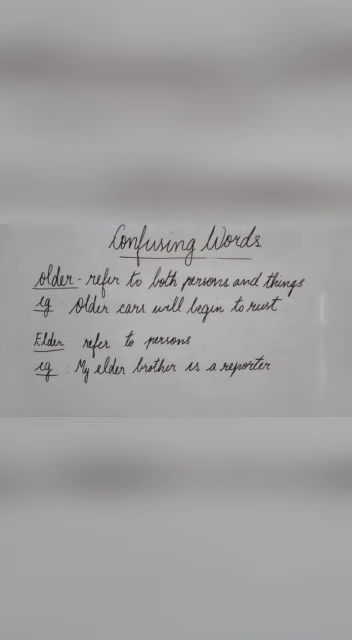 Confusing Words
older - refer to both persons and things
eg older cars will begin to rust
Elder: refer to persons
eg : My elder brother is a reporter